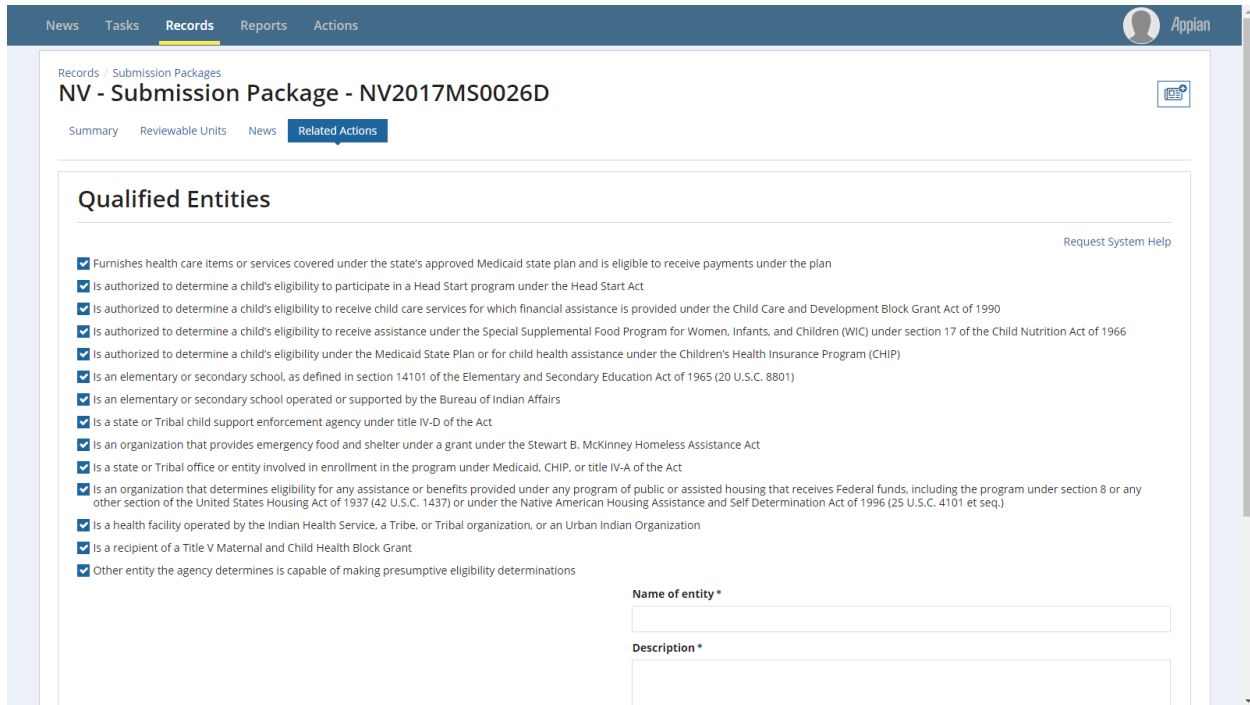 News Tasks Records Reports Actions Appian
Records / Submission Packages
NV - Submission Package - NV2017MS0026D
Summary Reviewable Units News Related Actions
Qualified Entities
Request System Help
Furnishes health care items or services covered under the state's approved Medicaid state plan and is eligible to receive payments under the plan
Is authorized to determine a child's eligibility to participate in a Head Start program under the Head Start Act
Is authorized to determine a child's eligibility to receive child care services for which financial assistance is provided under the Child Care and Development Block Grant Act of 1990
Is authorized to determine a child's eligibility to receive assistance under the Special Supplemental Food Program for Women, Infants, and Children (WIC) under section 17 of the Child Nutrition Act of 1966
Is authorized to determine a child's eligibility under the Medicaid State Plan or for child health assistance under the Children's Health Insurance Program (CHIP)
Is an elementary or secondary school, as defined in section 14101 of the Elementary and Secondary Education Act of 1965 (20 U.S.C. 8801)
Is an elementary or secondary school operated or supported by the Bureau of Indian Affairs
Is a state or Tribal child support enforcement agency under title IV-D of the Act
Is an organization that provides emergency food and shelter under a grant under the Stewart B. McKinney Homeless Assistance Act
Is a state or Tribal office or entity involved in enrollment in the program under Medicaid, CHIP, or title IV-A of the Act
Is an organization that determines eligibility for any assistance or benefits provided under any program of public or assisted housing that receives Federal funds, including the program under section 8 or any
other section of the United States Housing Act of 1937 (42 U.S.C. 1437) or under the Native American Housing Assistance and Self Determination Act of 1996 (25 U.S.C. 4101 et seq.)
Is a health facility operated by the Indian Health Service, a Tribe, or Tribal organization, or an Urban Indian Organization
Is a recipient of a Title V Maternal and Child Health Block Grant
Other entity the agency determines is capable of making presumptive eligibility determinations
Name of entity *
Description *